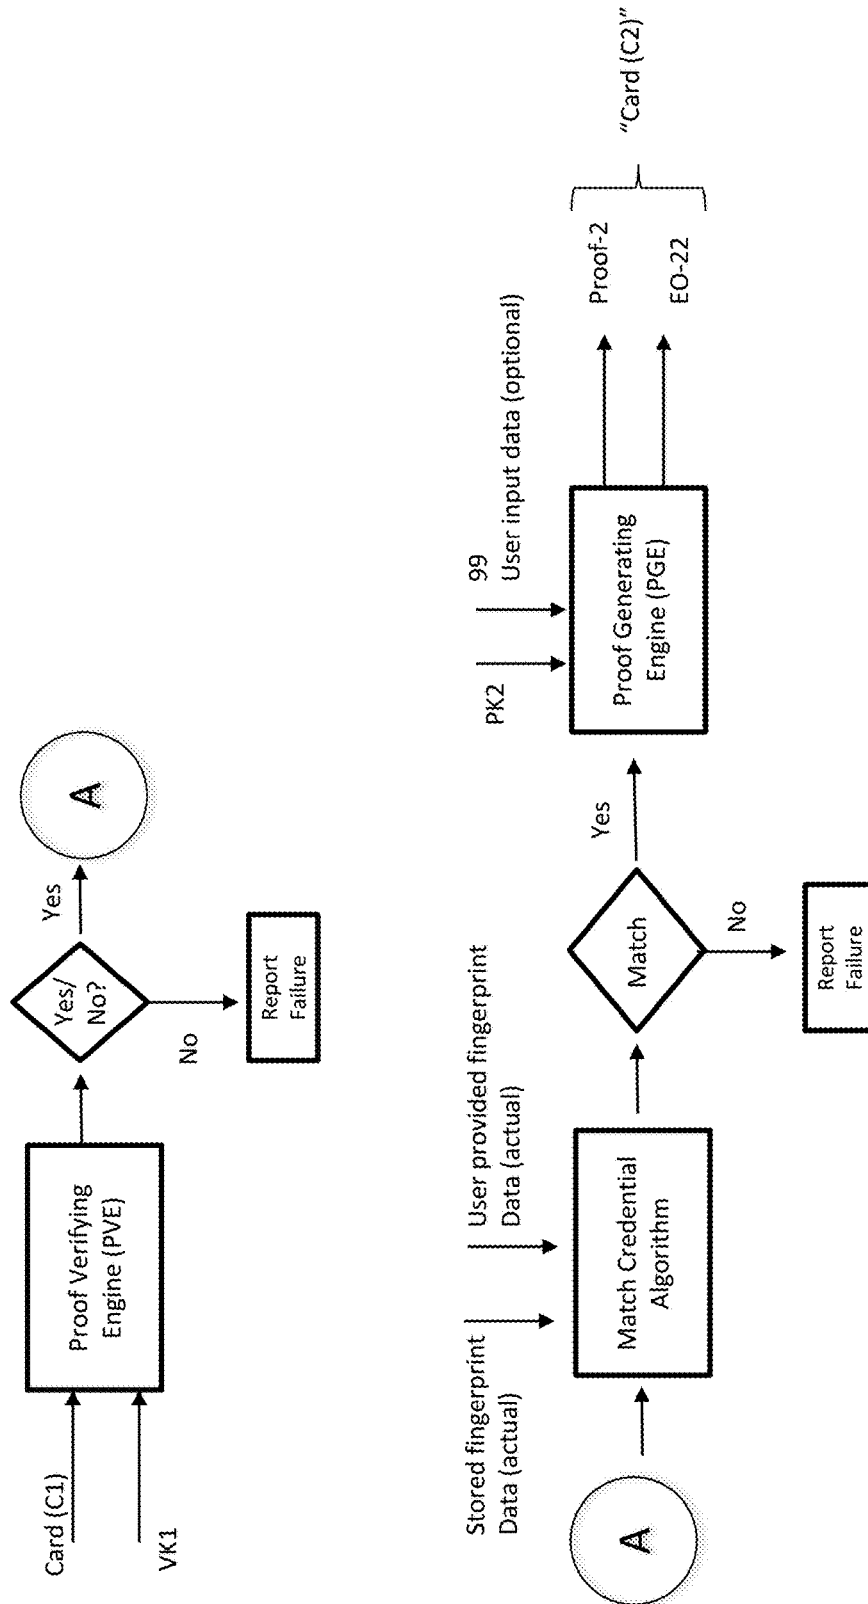 Card (C1)
VK1
Proof Verifying
Engine (PVE)
Yes/
No?
Yes
A
No
Report
Failure
A
Stored fingerprint
Data (actual)
User provided fingerprint
Data (actual)
Match Credential
Algorithm
Match
Yes
No
Report
Failure
PK2
99
User input data (optional)
Proof Generating
Engine (PGE)
Proof-2
EO-22
“Card (C2)”